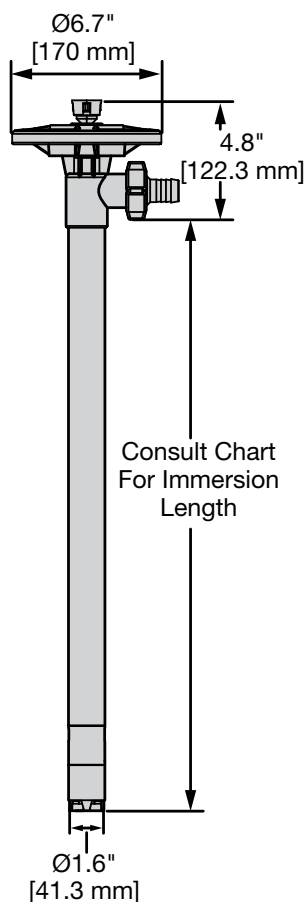 Ø6.7"
[170 mm]
4.8"
[122.3 mm]
Consult Chart
For Immersion
Length
Ø1.6"
[41.3 mm]